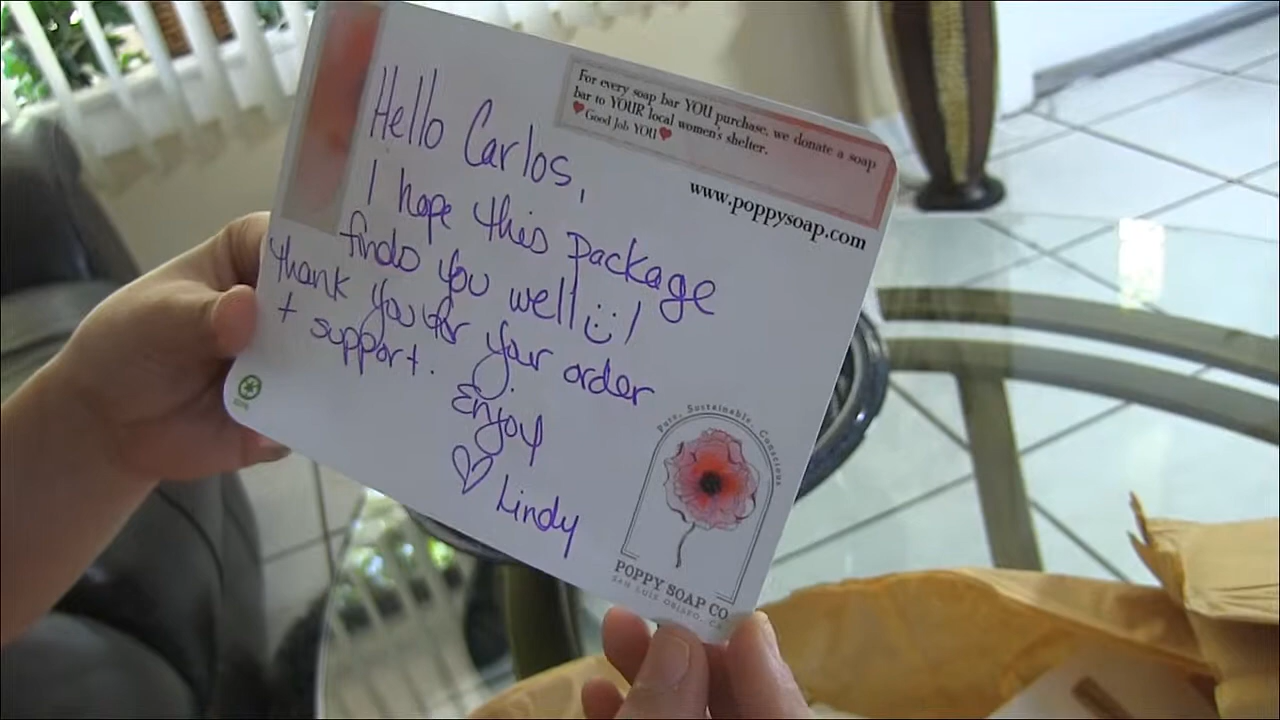 For every soap bar YOU purchase, we donate a soap
bar to YOUR local women's shelter.
❤Good Job YOU❤
www.poppysoap.com
Hello Carlos,
I hope this package
finds you well :)!
Thank you for your order
+ support.
Enjoy
♡ Lindy
Pure, Sustainable, Conscious
POPPY SOAP CO
SAN LUIS OBISPO, CA